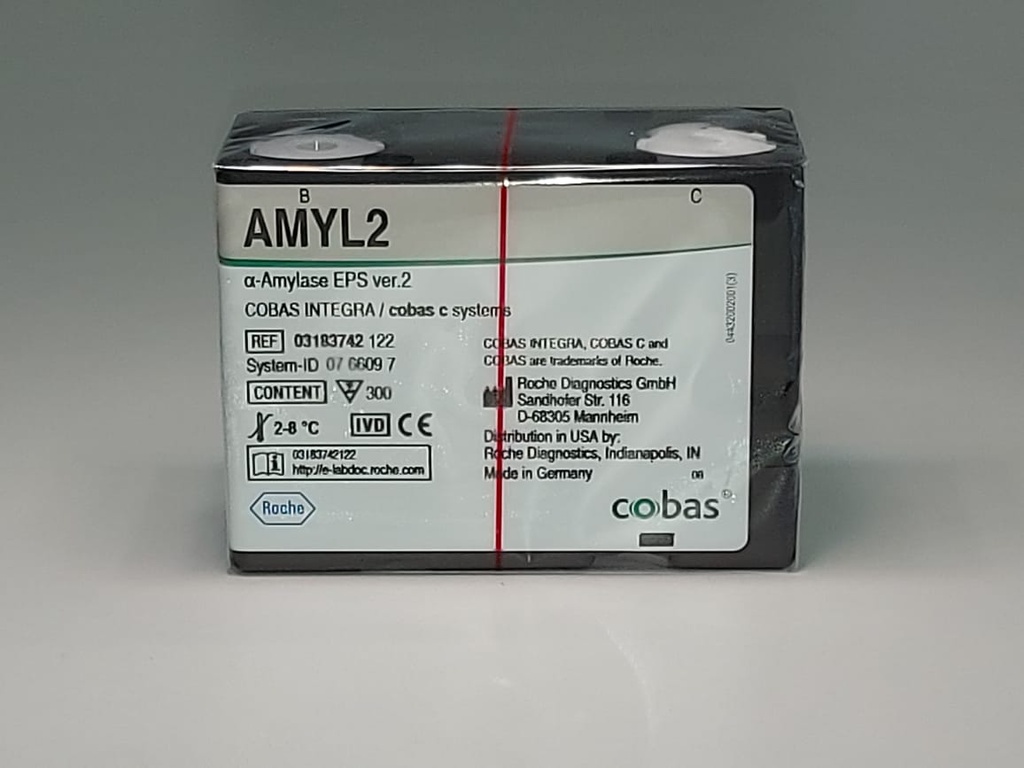 B
C
AMYL2
α-Amylase EPS ver.2
COBAS INTEGRA / cobas c systems
REF 03183742 122
System-ID 07 6609 7
CONTENT 300
2-8 °C IVD CE
03183742122
http://e-labdoc.roche.com
Roche
COBAS INTEGRA, COBAS C and
COBAS are trademarks of Roche.
Roche Diagnostics GmbH
Sandhofer Str. 116
D-68305 Mannheim
Distribution in USA by:
Roche Diagnostics, Indianapolis, IN
Made in Germany
cobas®